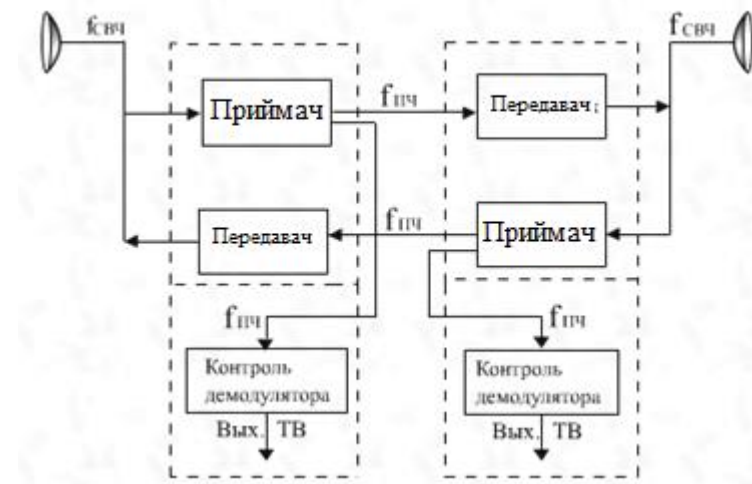 fСВЧ
fСВЧ
Приймач
fПЧ
Передавач
Передавач
fПЧ
Приймач
fПЧ
fПЧ
Контроль
демодулятора
Контроль
демодулятора
Вых. ТВ
Вых. ТВ